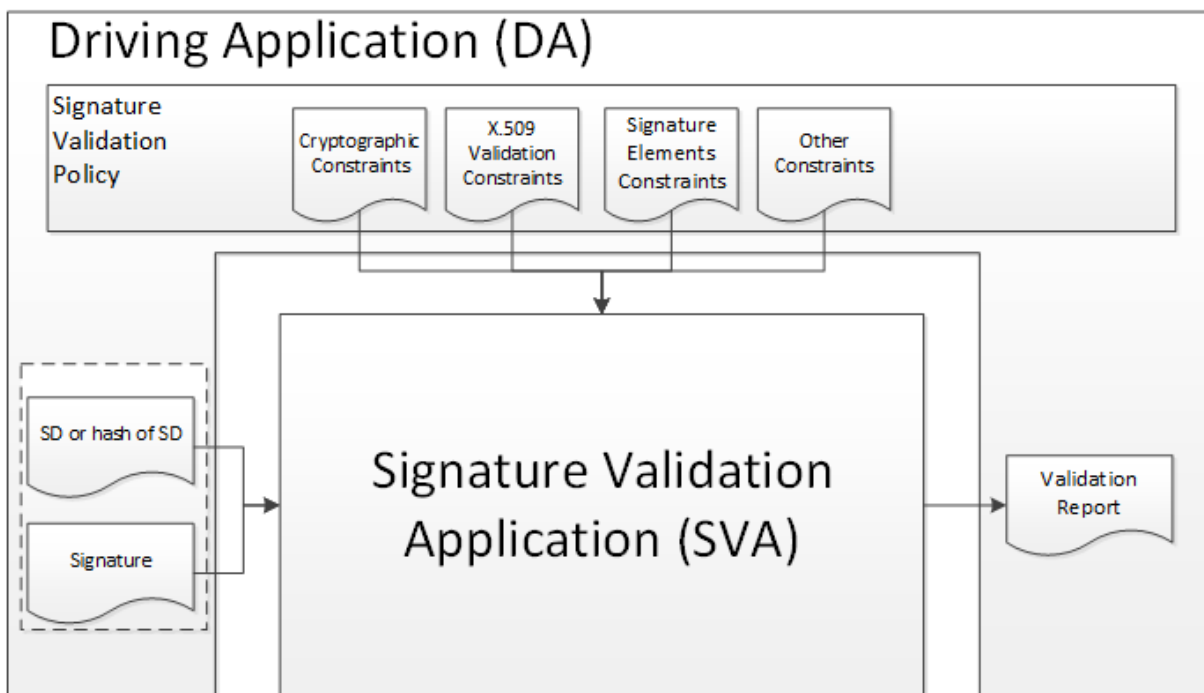 Driving Application (DA)
Signature
Validation
Policy
Cryptographic
Constraints
X.509
Validation
Constraints
Signature
Elements
Constraints
Other
Constraints
SD or hash of SD
Signature
Signature Validation
Application (SVA)
Validation
Report